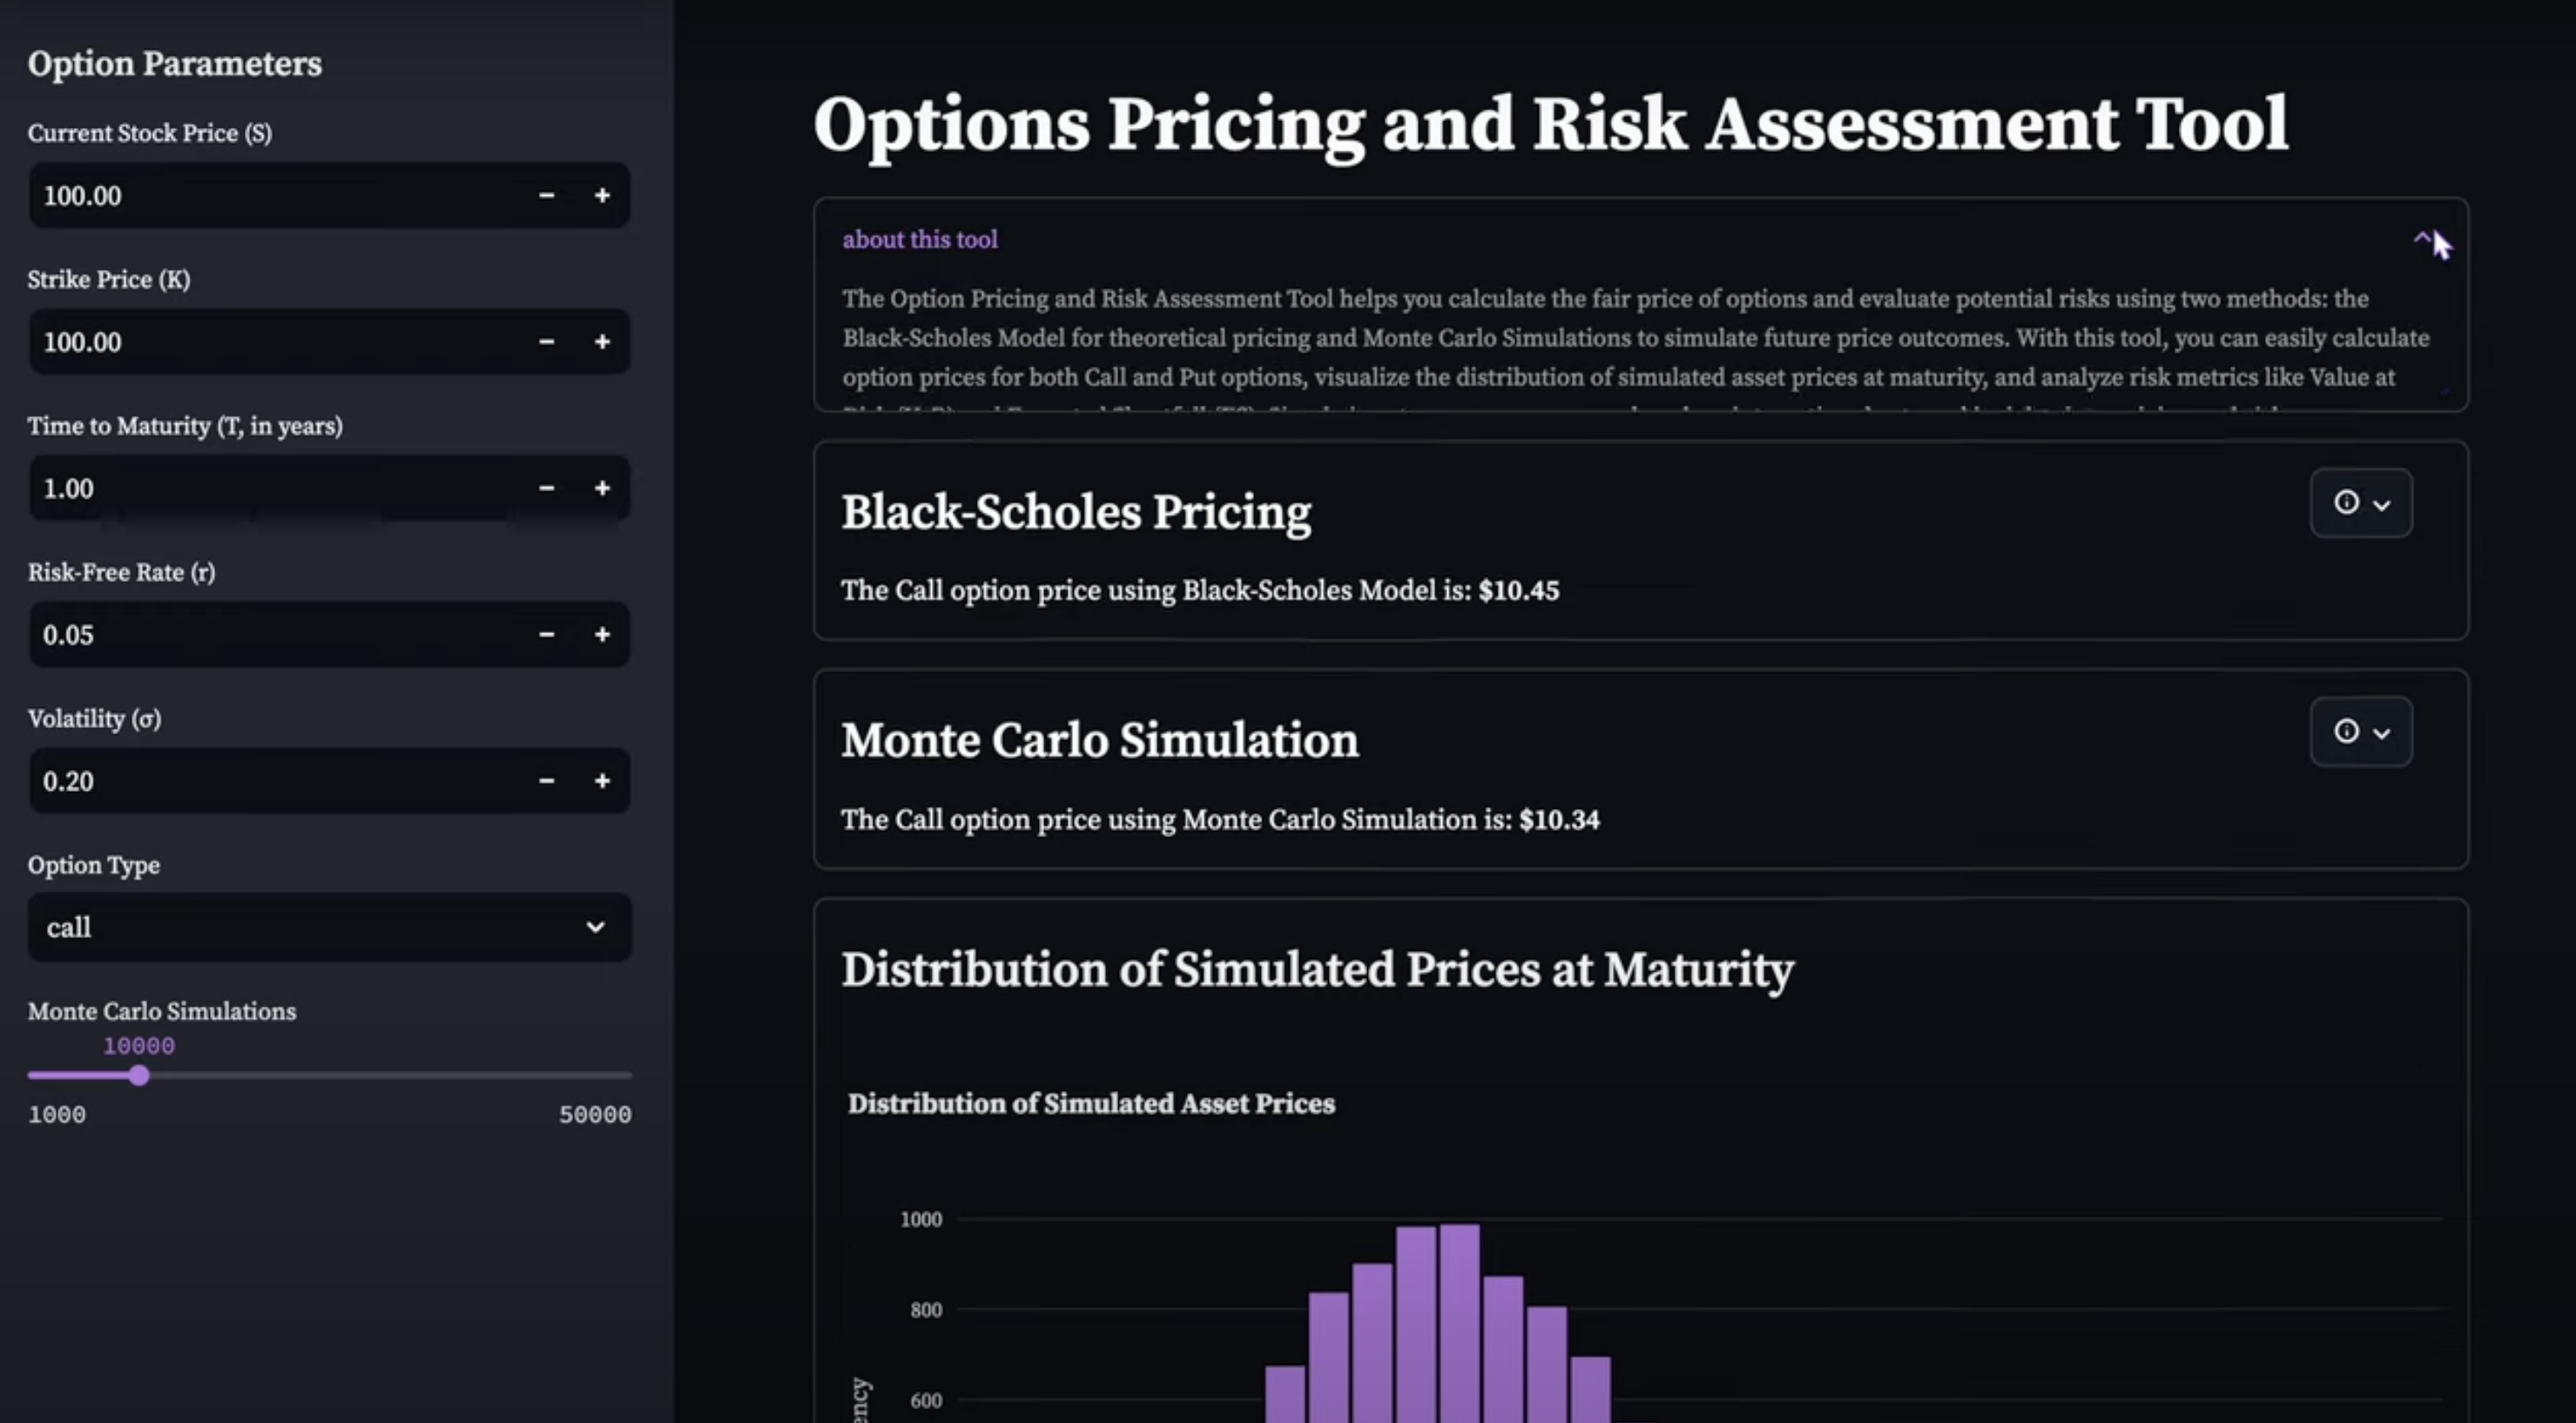 Option Parameters
Current Stock Price (S)
100.00
Strike Price (K)
100.00
Time to Maturity (T, in years)
1.00
Risk-Free Rate (r)
0.05
Volatility (σ)
0.20
Option Type
call
Monte Carlo Simulations
10000
1000 50000
Options Pricing and Risk Assessment Tool
about this tool
The Option Pricing and Risk Assessment Tool helps you calculate the fair price of options and evaluate potential risks using two methods: the
Black-Scholes Model for theoretical pricing and Monte Carlo Simulations to simulate future price outcomes. With this tool, you can easily calculate
option prices for both Call and Put options, visualize the distribution of simulated asset prices at maturity, and analyze risk metrics like Value at
Black-Scholes Pricing
The Call option price using Black-Scholes Model is: $10.45
Monte Carlo Simulation
The Call option price using Monte Carlo Simulation is: $10.34
Distribution of Simulated Prices at Maturity
Distribution of Simulated Asset Prices
1000
800
600